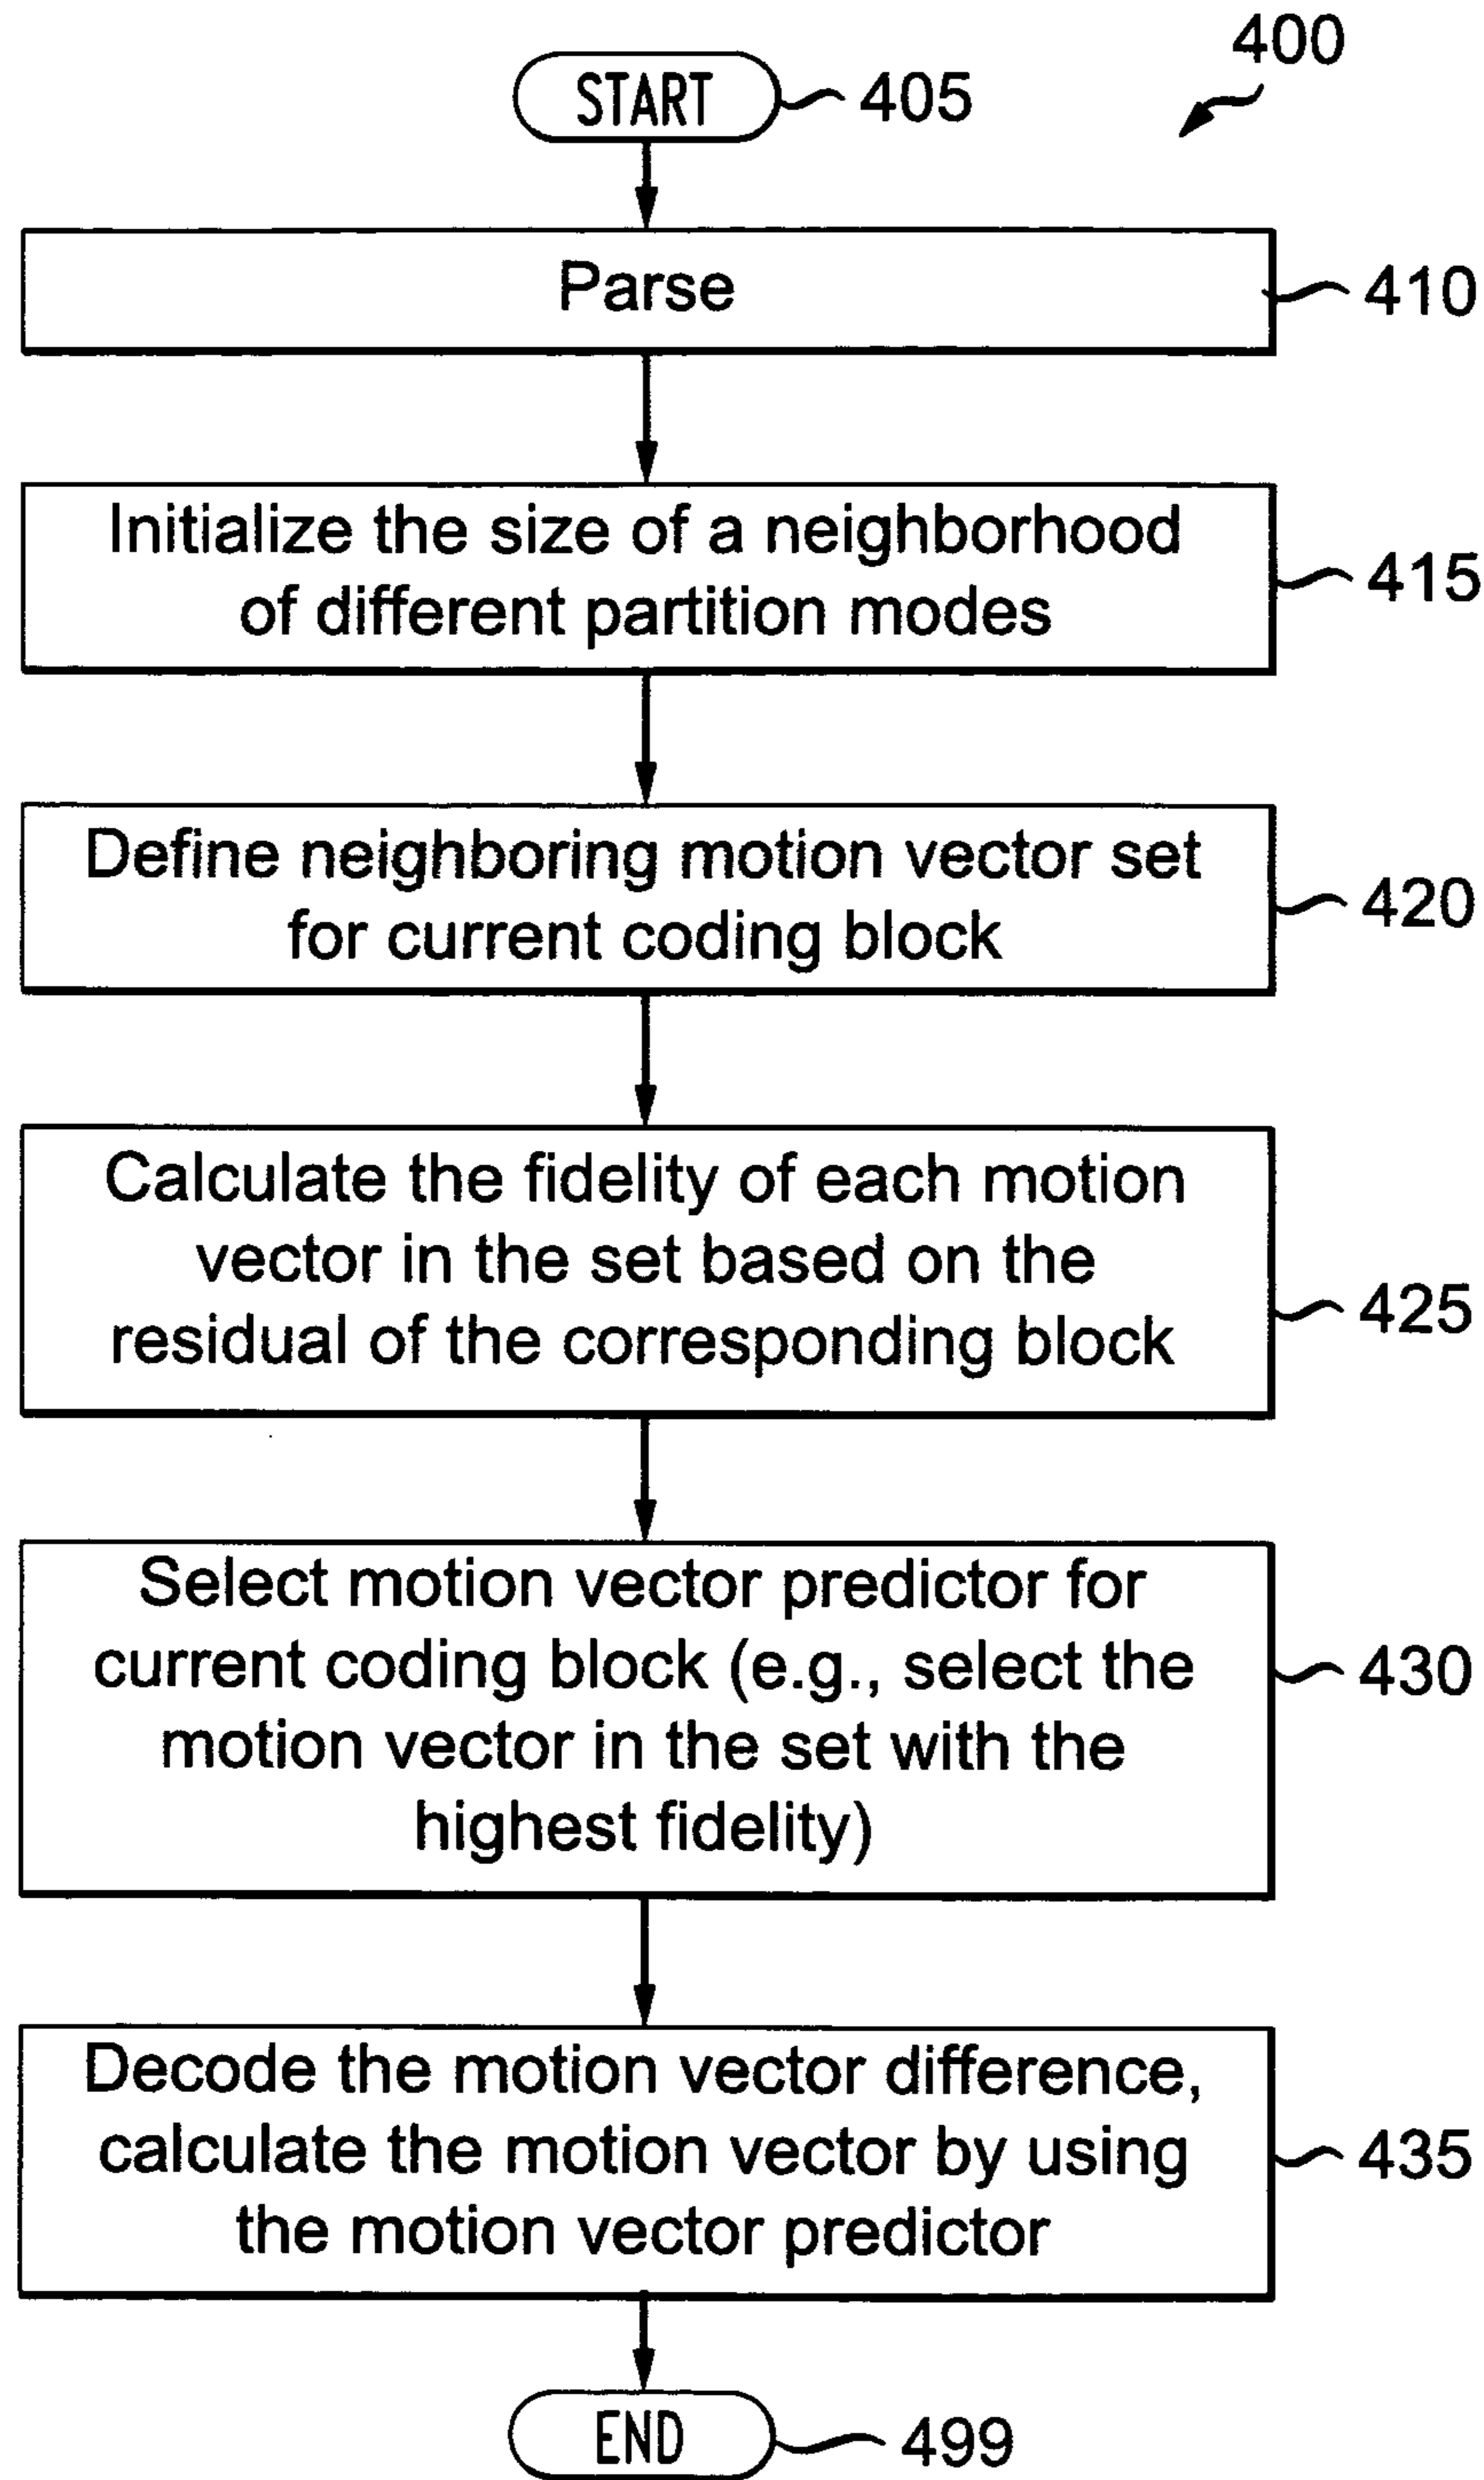 400
START
405
Parse
410
Initialize the size of a neighborhood
of different partition modes
415
Define neighboring motion vector set
for current coding block
420
Calculate the fidelity of each motion
vector in the set based on the
residual of the corresponding block
425
Select motion vector predictor for
current coding block (e.g., select the
motion vector in the set with the
highest fidelity)
430
Decode the motion vector difference,
calculate the motion vector by using
the motion vector predictor
435
END
499